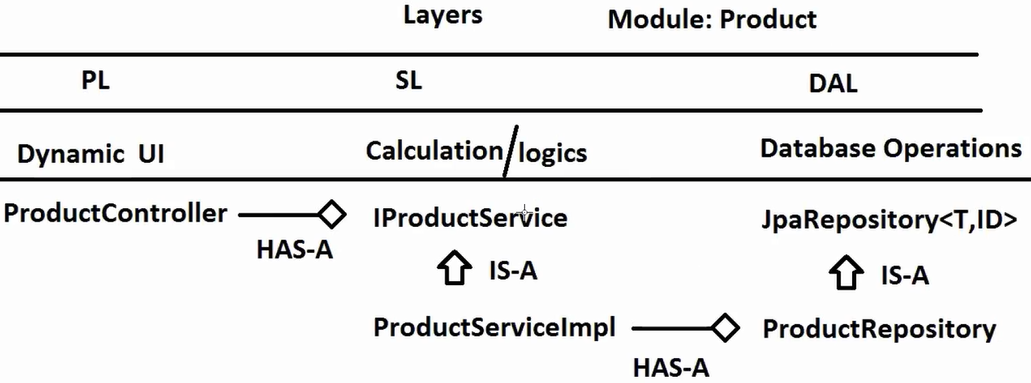 Layers Module: Product
PL SL DAL
Dynamic UI Calculation/logics Database Operations
ProductController IProductService JpaRepository<T,ID>
HAS-A
IS-A IS-A
ProductServiceImpl ProductRepository
HAS-A